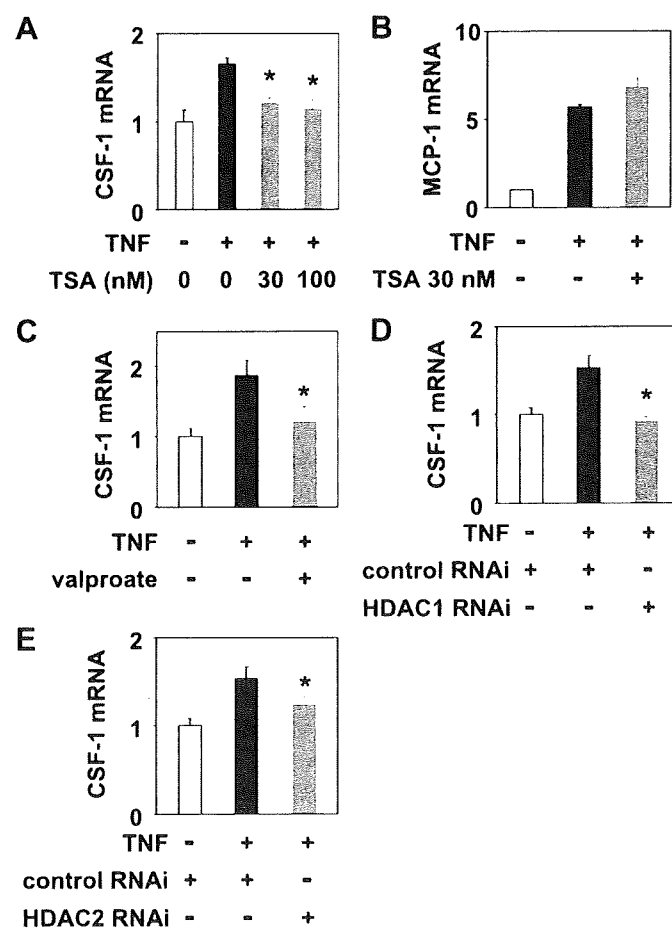 A
CSF-1 mRNA
2
1
0
TNF - + + +
TSA (nM) 0 0 30 100
* *
B
MCP-1 mRNA
10
5
0
TNF - + +
TSA 30 nM - - +
C
CSF-1 mRNA
2
1
0
*
TNF - + +
valproate - - +
D
CSF-1 mRNA
2
1
0
*
TNF - + +
control RNAi + + -
HDAC1 RNAi - - +
E
CSF-1 mRNA
2
1
0
*
TNF - + +
control RNAi + + -
HDAC2 RNAi - - +